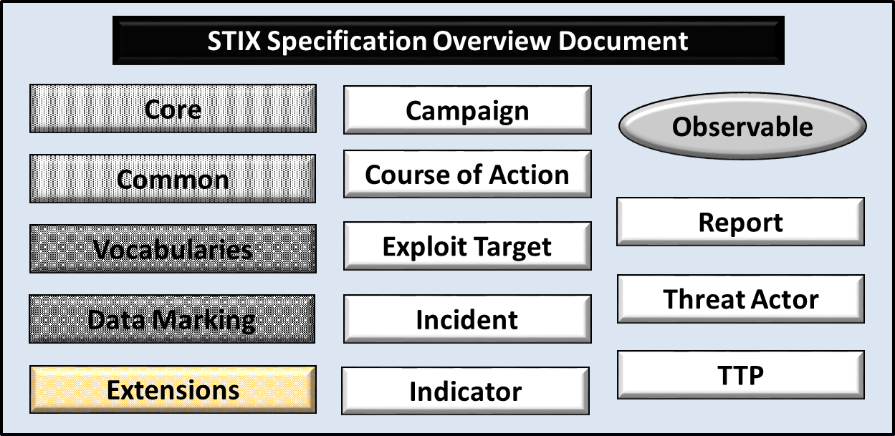 STIX Specification Overview Document
Core
Common
Vocabularies
Data Marking
Extensions
Campaign
Course of Action
Exploit Target
Incident
Indicator
Observable
Report
Threat Actor
TTP